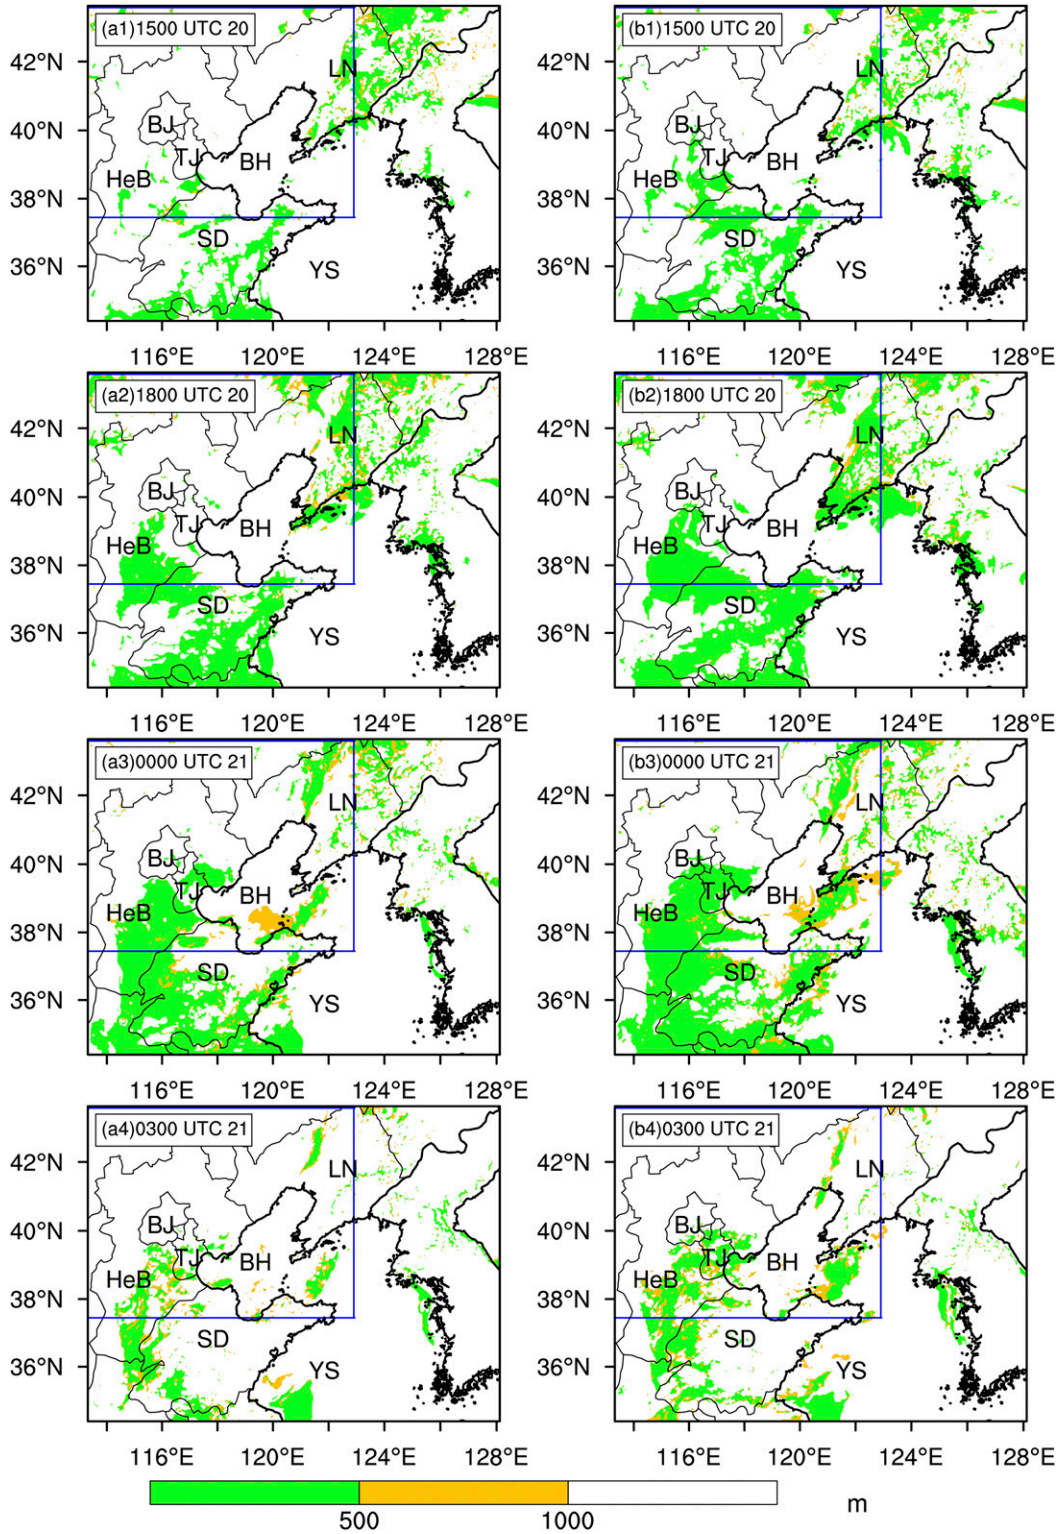 (a1)1500 UTC 20
(b1)1500 UTC 20
42°N 40°N 38°N 36°N
LN BJ TJ BH HeB SD YS
42°N 40°N 38°N 36°N
LN BJ TJ BH HeB SD YS
116°E 120°E 124°E 128°E
116°E 120°E 124°E 128°E
(a2)1800 UTC 20
(b2)1800 UTC 20
42°N 40°N 38°N 36°N
LN BJ TJ BH HeB SD YS
42°N 40°N 38°N 36°N
LN BJ TJ BH HeB SD YS
116°E 120°E 124°E 128°E
116°E 120°E 124°E 128°E
(a3)0000 UTC 21
(b3)0000 UTC 21
42°N 40°N 38°N 36°N
LN BJ TJ BH HeB SD YS
42°N 40°N 38°N 36°N
LN BJ TJ BH HeB SD YS
116°E 120°E 124°E 128°E
116°E 120°E 124°E 128°E
(a4)0300 UTC 21
(b4)0300 UTC 21
42°N 40°N 38°N 36°N
LN BJ TJ BH HeB SD YS
42°N 40°N 38°N 36°N
LN BJ TJ BH HeB SD YS
116°E 120°E 124°E 128°E
116°E 120°E 124°E 128°E
500 1000 m